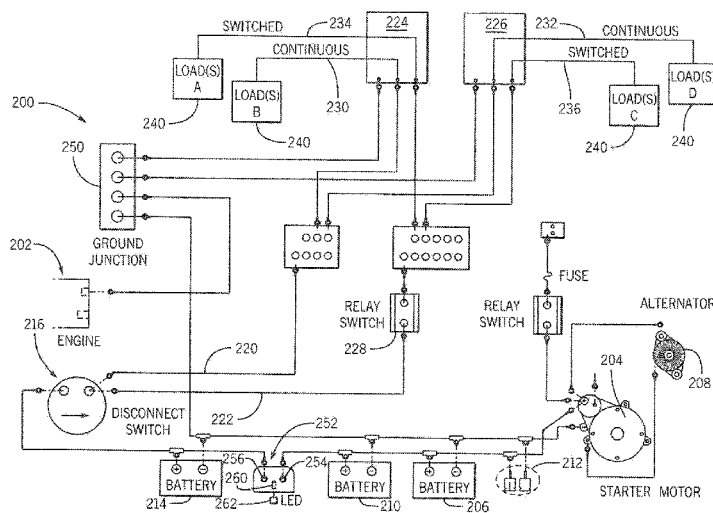 SWITCHED 234 224 226 232 CONTINUOUS
CONTINUOUS SWITCHED
LOAD(S) A
LOAD(S) B
230
236
LOAD(S) C
LOAD(S) D
240
240
240
240
200
250
GROUND JUNCTION
202
ENGINE
RELAY SWITCH
228
FUSE
RELAY SWITCH
ALTERNATOR
208
204
216
220
222
DISCONNECT SWITCH
252
256
254
260
262
LED
BATTERY
214
BATTERY
210
BATTERY
206
212
STARTER MOTOR